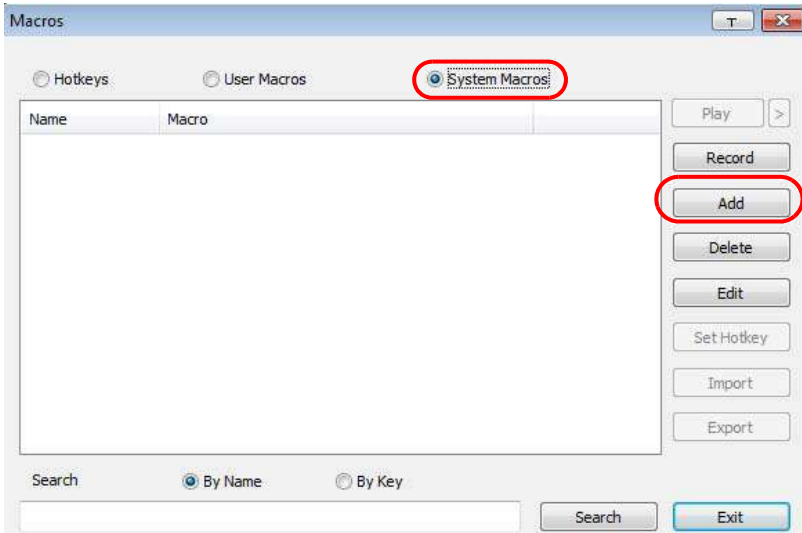 Macros
T
Hotkeys User Macros System Macros
Name Macro
Play >
Record
Add
Delete
Edit
Set Hotkey
Import
Export
Search By Name By Key
Search Exit